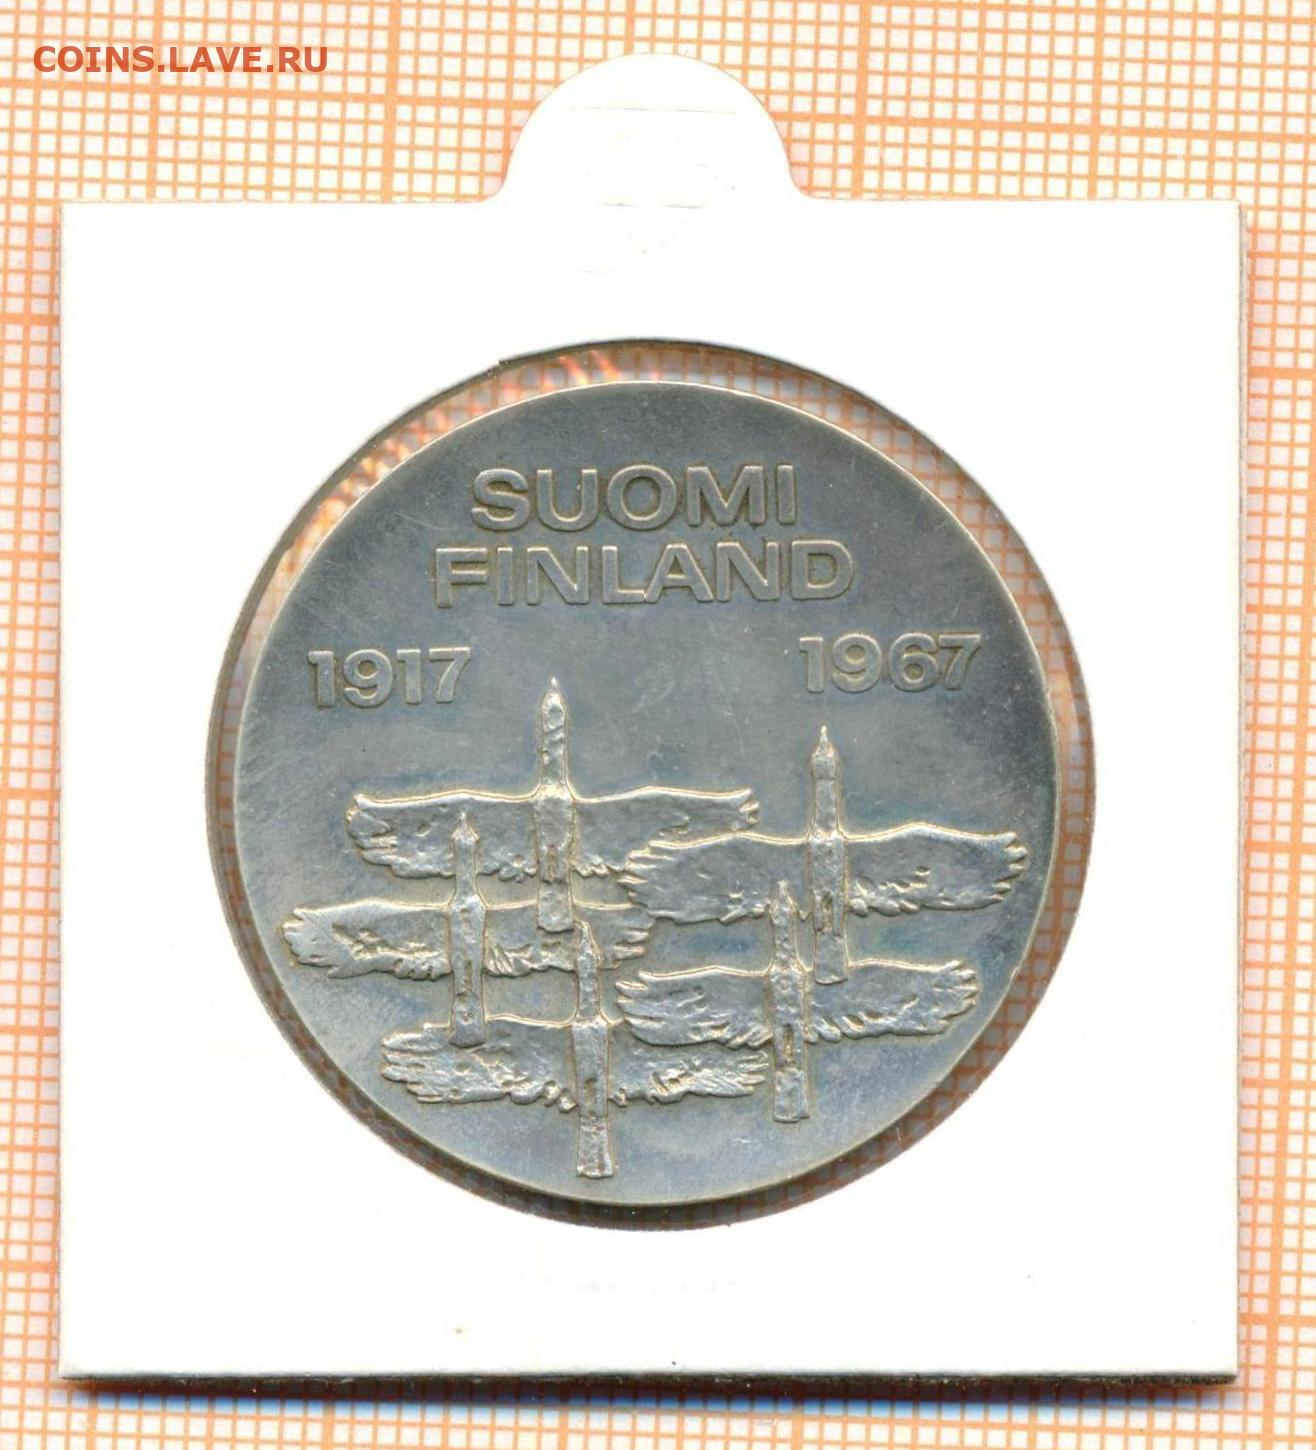 COINS.LAVE.RU
SUOMI
FINLAND
1917 1967